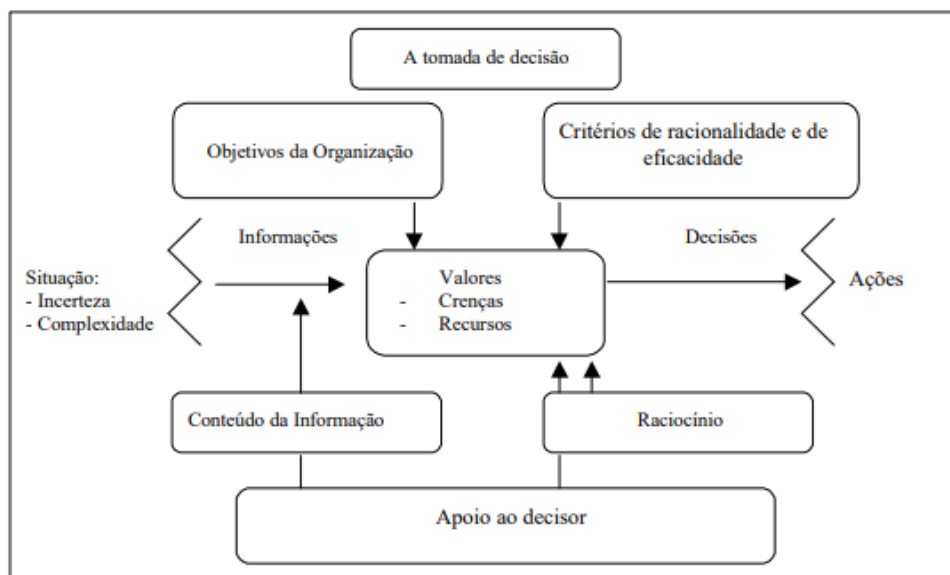 A tomada de decisão
Objetivos da Organização
Critérios de racionalidade e de
eficacidade
Informações
Decisões
Situação:
- Incerteza
- Complexidade
Valores
- Crenças
- Recursos
Ações
Conteúdo da Informação
Raciocínio
Apoio ao decisor